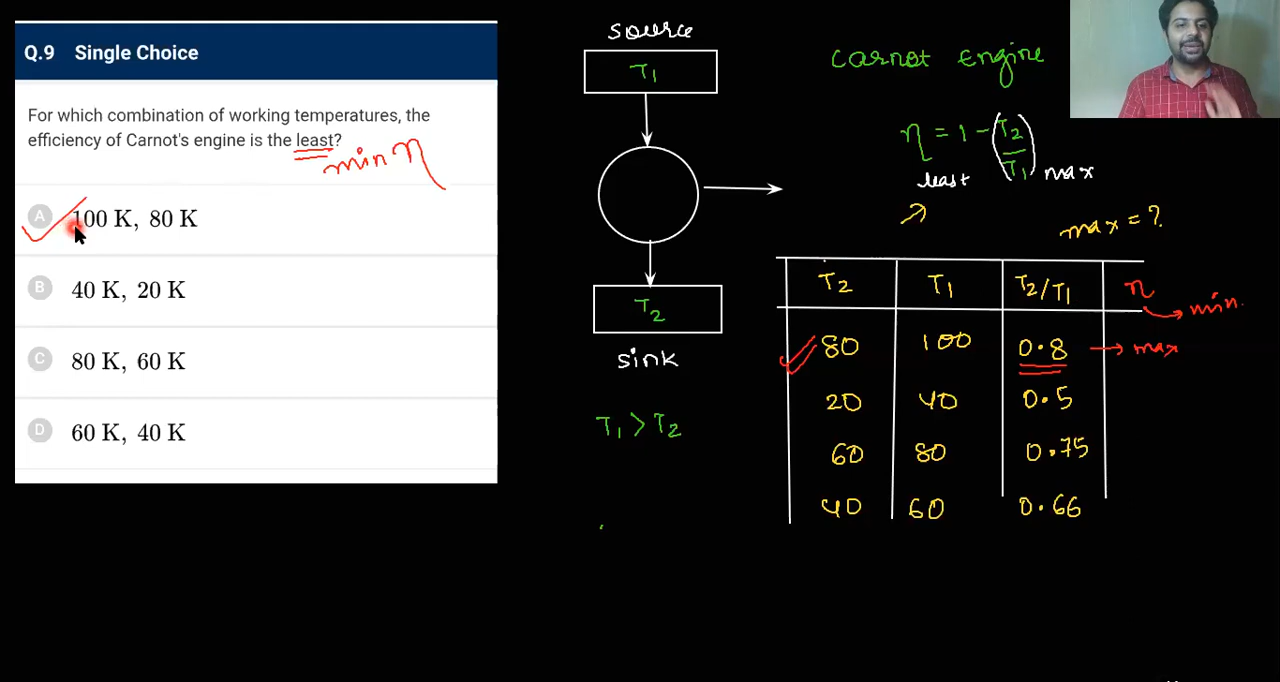 Q.9 Single Choice
For which combination of working temperatures, the
efficiency of Carnot's engine is the least?
min η
A 100 K, 80 K
B 40 K, 20 K
C 80 K, 60 K
D 60 K, 40 K
source
T₁
T₂
sink
T₁ > T₂
carnot engine
η = 1 - (T₂/T₁)
least max
max = ?
T₂ T₁ T₂/T₁ η → min.
80 100 0.8 → max
20 40 0.5
60 80 0.75
40 60 0.66